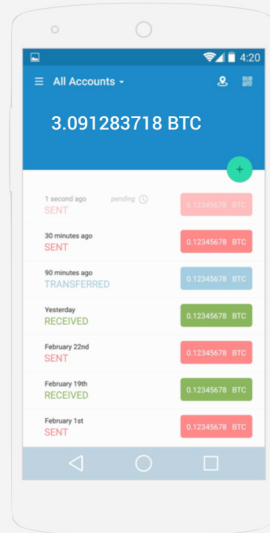 4:20
All Accounts
3.091283718 BTC
+
1 second ago
pending
SENT
0.12345678 BTC
30 minutes ago
SENT
0.12345678 BTC
90 minutes ago
TRANSFERRED
0.12345678 BTC
Yesterday
RECEIVED
0.12345678 BTC
February 22nd
SENT
0.12345678 BTC
February 19th
RECEIVED
0.12345678 BTC
February 1st
SENT
0.12345678 BTC